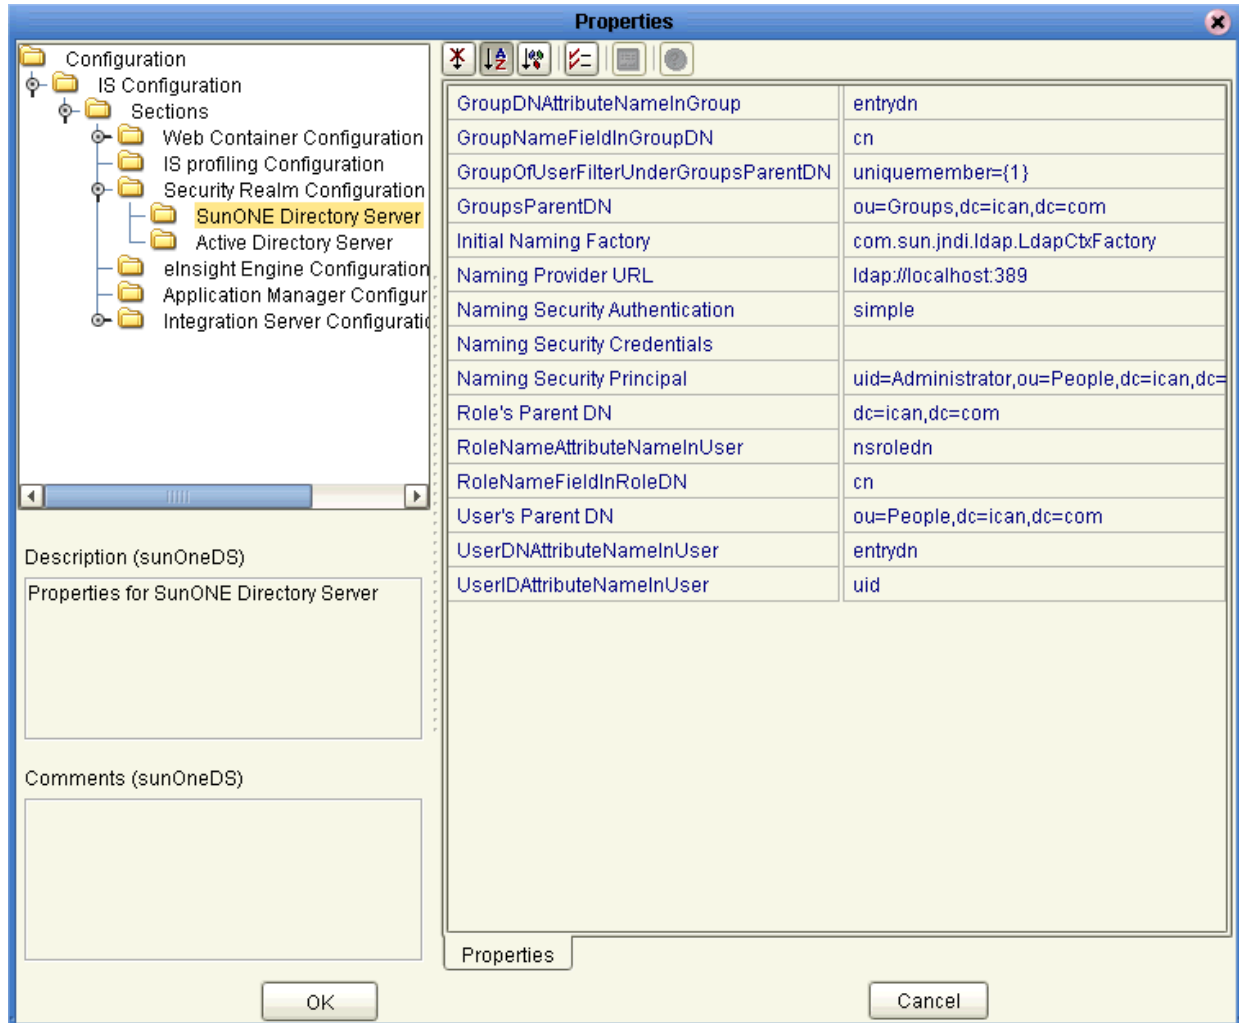 Properties
Configuration
IS Configuration
Sections
Web Container Configuration
IS profiling Configuration
Security Realm Configuration
SunONE Directory Server
Active Directory Server
eInsight Engine Configuration
Application Manager Configur
Integration Server Configuratio
Description (sunOneDS)
Properties for SunONE Directory Server
Comments (sunOneDS)
GroupDNAttributeNameInGroup entrydn
GroupNameFieldInGroupDN cn
GroupOfUserFilterUnderGroupsParentDN uniquemember={1}
GroupsParentDN ou=Groups,dc=ican,dc=com
Initial Naming Factory com.sun.jndi.ldap.LdapCtxFactory
Naming Provider URL ldap://localhost:389
Naming Security Authentication simple
Naming Security Credentials
Naming Security Principal uid=Administrator,ou=People,dc=ican,dc=
Role's Parent DN dc=ican,dc=com
RoleNameAttributeNameInUser nsroledn
RoleNameFieldInRoleDN cn
User's Parent DN ou=People,dc=ican,dc=com
UserDNAttributeNameInUser entrydn
UserIDAttributeNameInUser uid
Properties
OK
Cancel